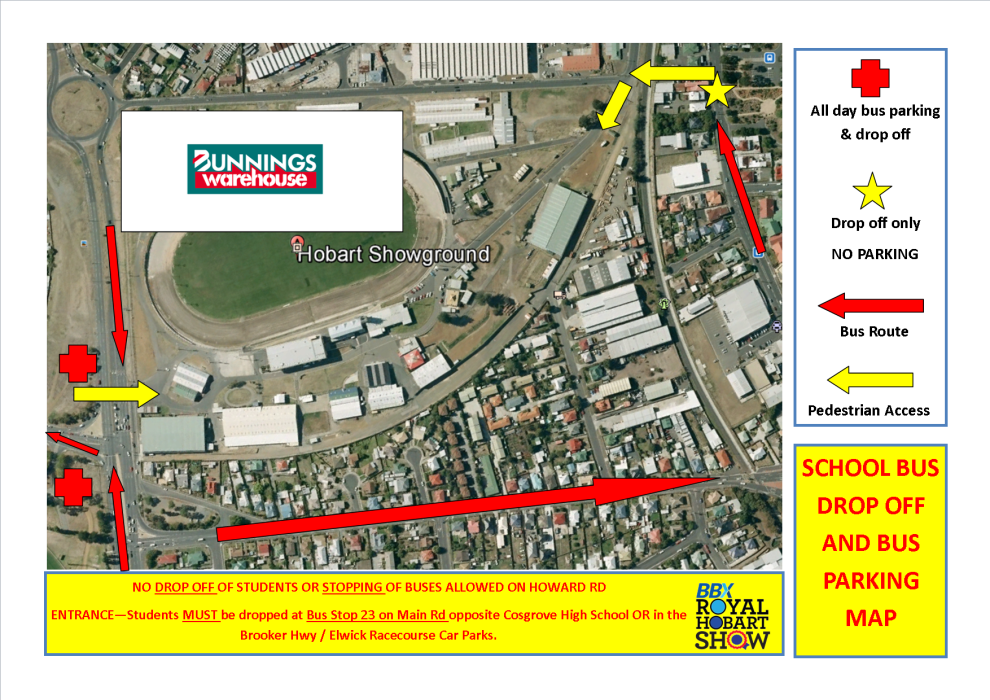 BUNNINGS
warehouse
Hobart Showground
All day bus parking
& drop off
Drop off only
NO PARKING
Bus Route
Pedestrian Access
SCHOOL BUS
DROP OFF
AND BUS
PARKING
MAP
NO DROP OFF OF STUDENTS OR STOPPING OF BUSES ALLOWED ON HOWARD RD
ENTRANCE—Students MUST be dropped at Bus Stop 23 on Main Rd opposite Cosgrove High School OR in the
Brooker Hwy / Elwick Racecourse Car Parks.
BBX
ROYAL
HOBART
SHOW